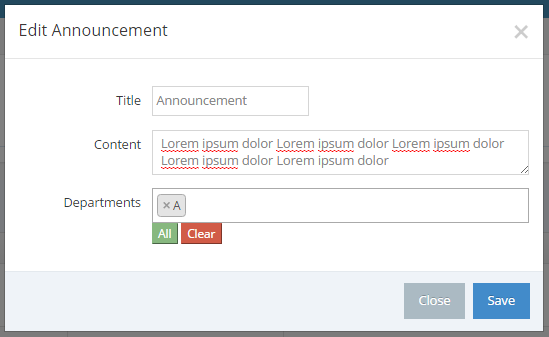 Edit Announcement ×
Title Announcement
Content Lorem ipsum dolor Lorem ipsum dolor Lorem ipsum dolor
Lorem ipsum dolor Lorem ipsum dolor
Departments × A
All Clear
Close Save